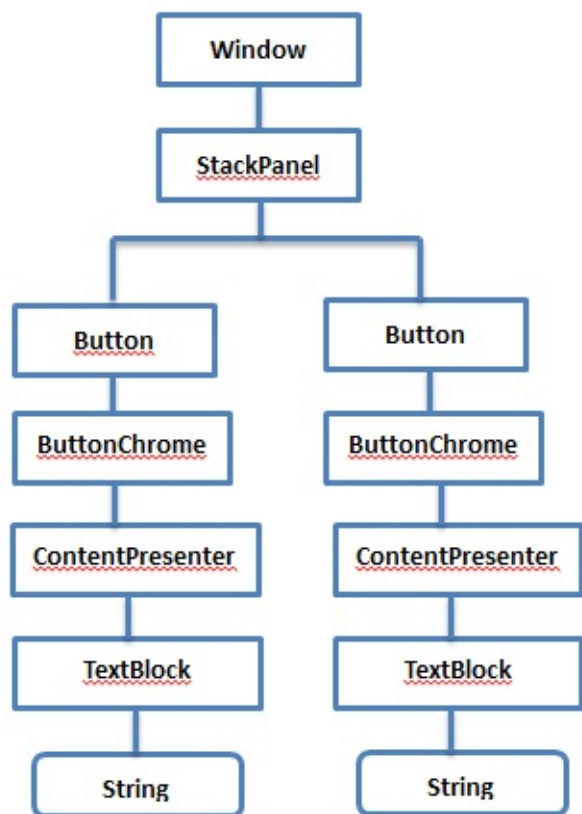 Window
StackPanel
Button
Button
ButtonChrome
ButtonChrome
ContentPresenter
ContentPresenter
TextBlock
TextBlock
String
String